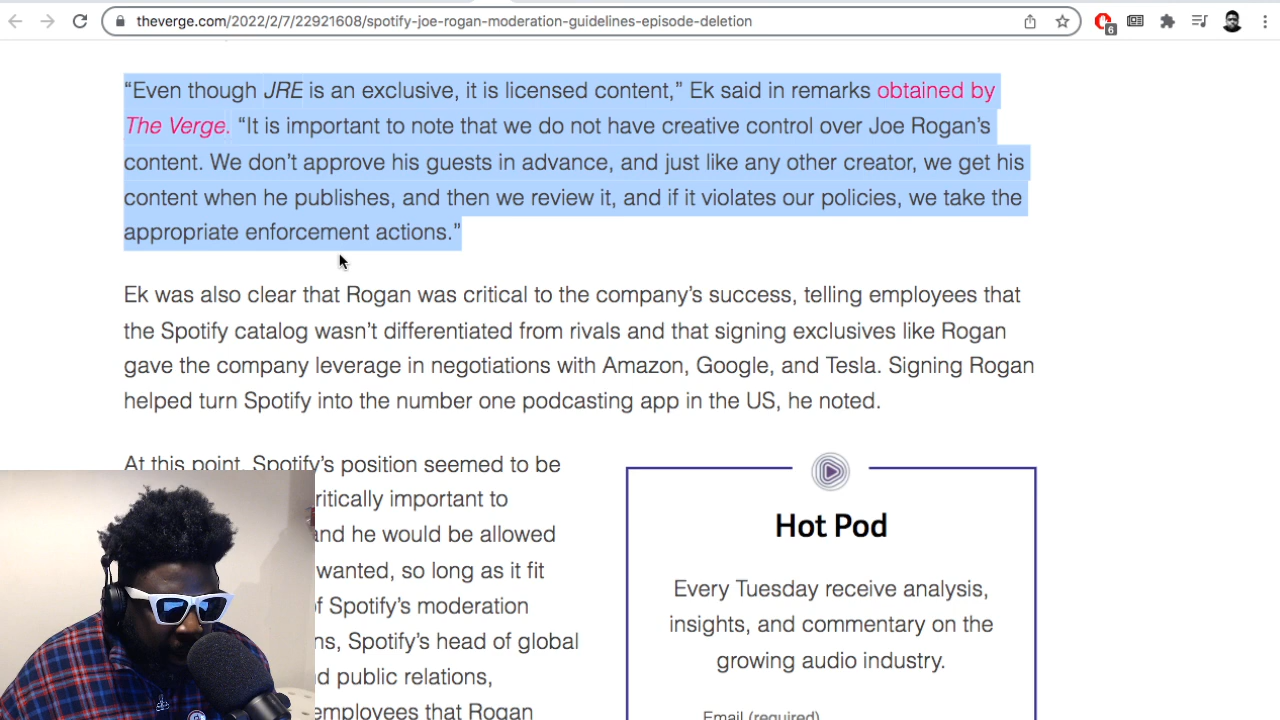 theverge.com/2022/2/7/22921608/spotify-joe-rogan-moderation-guidelines-episode-deletion
6
“Even though JRE is an exclusive, it is licensed content,” Ek said in remarks obtained by
The Verge. “It is important to note that we do not have creative control over Joe Rogan’s
content. We don’t approve his guests in advance, and just like any other creator, we get his
content when he publishes, and then we review it, and if it violates our policies, we take the
appropriate enforcement actions.”
Ek was also clear that Rogan was critical to the company’s success, telling employees that
the Spotify catalog wasn’t differentiated from rivals and that signing exclusives like Rogan
gave the company leverage in negotiations with Amazon, Google, and Tesla. Signing Rogan
helped turn Spotify into the number one podcasting app in the US, he noted.
At this point, Spotify’s position seemed to be
ritically important to
and he would be allowed
wanted, so long as it fit
of Spotify’s moderation
ns, Spotify’s head of global
d public relations,
employees that Rogan
Hot Pod
Every Tuesday receive analysis,
insights, and commentary on the
growing audio industry.
Email (required)